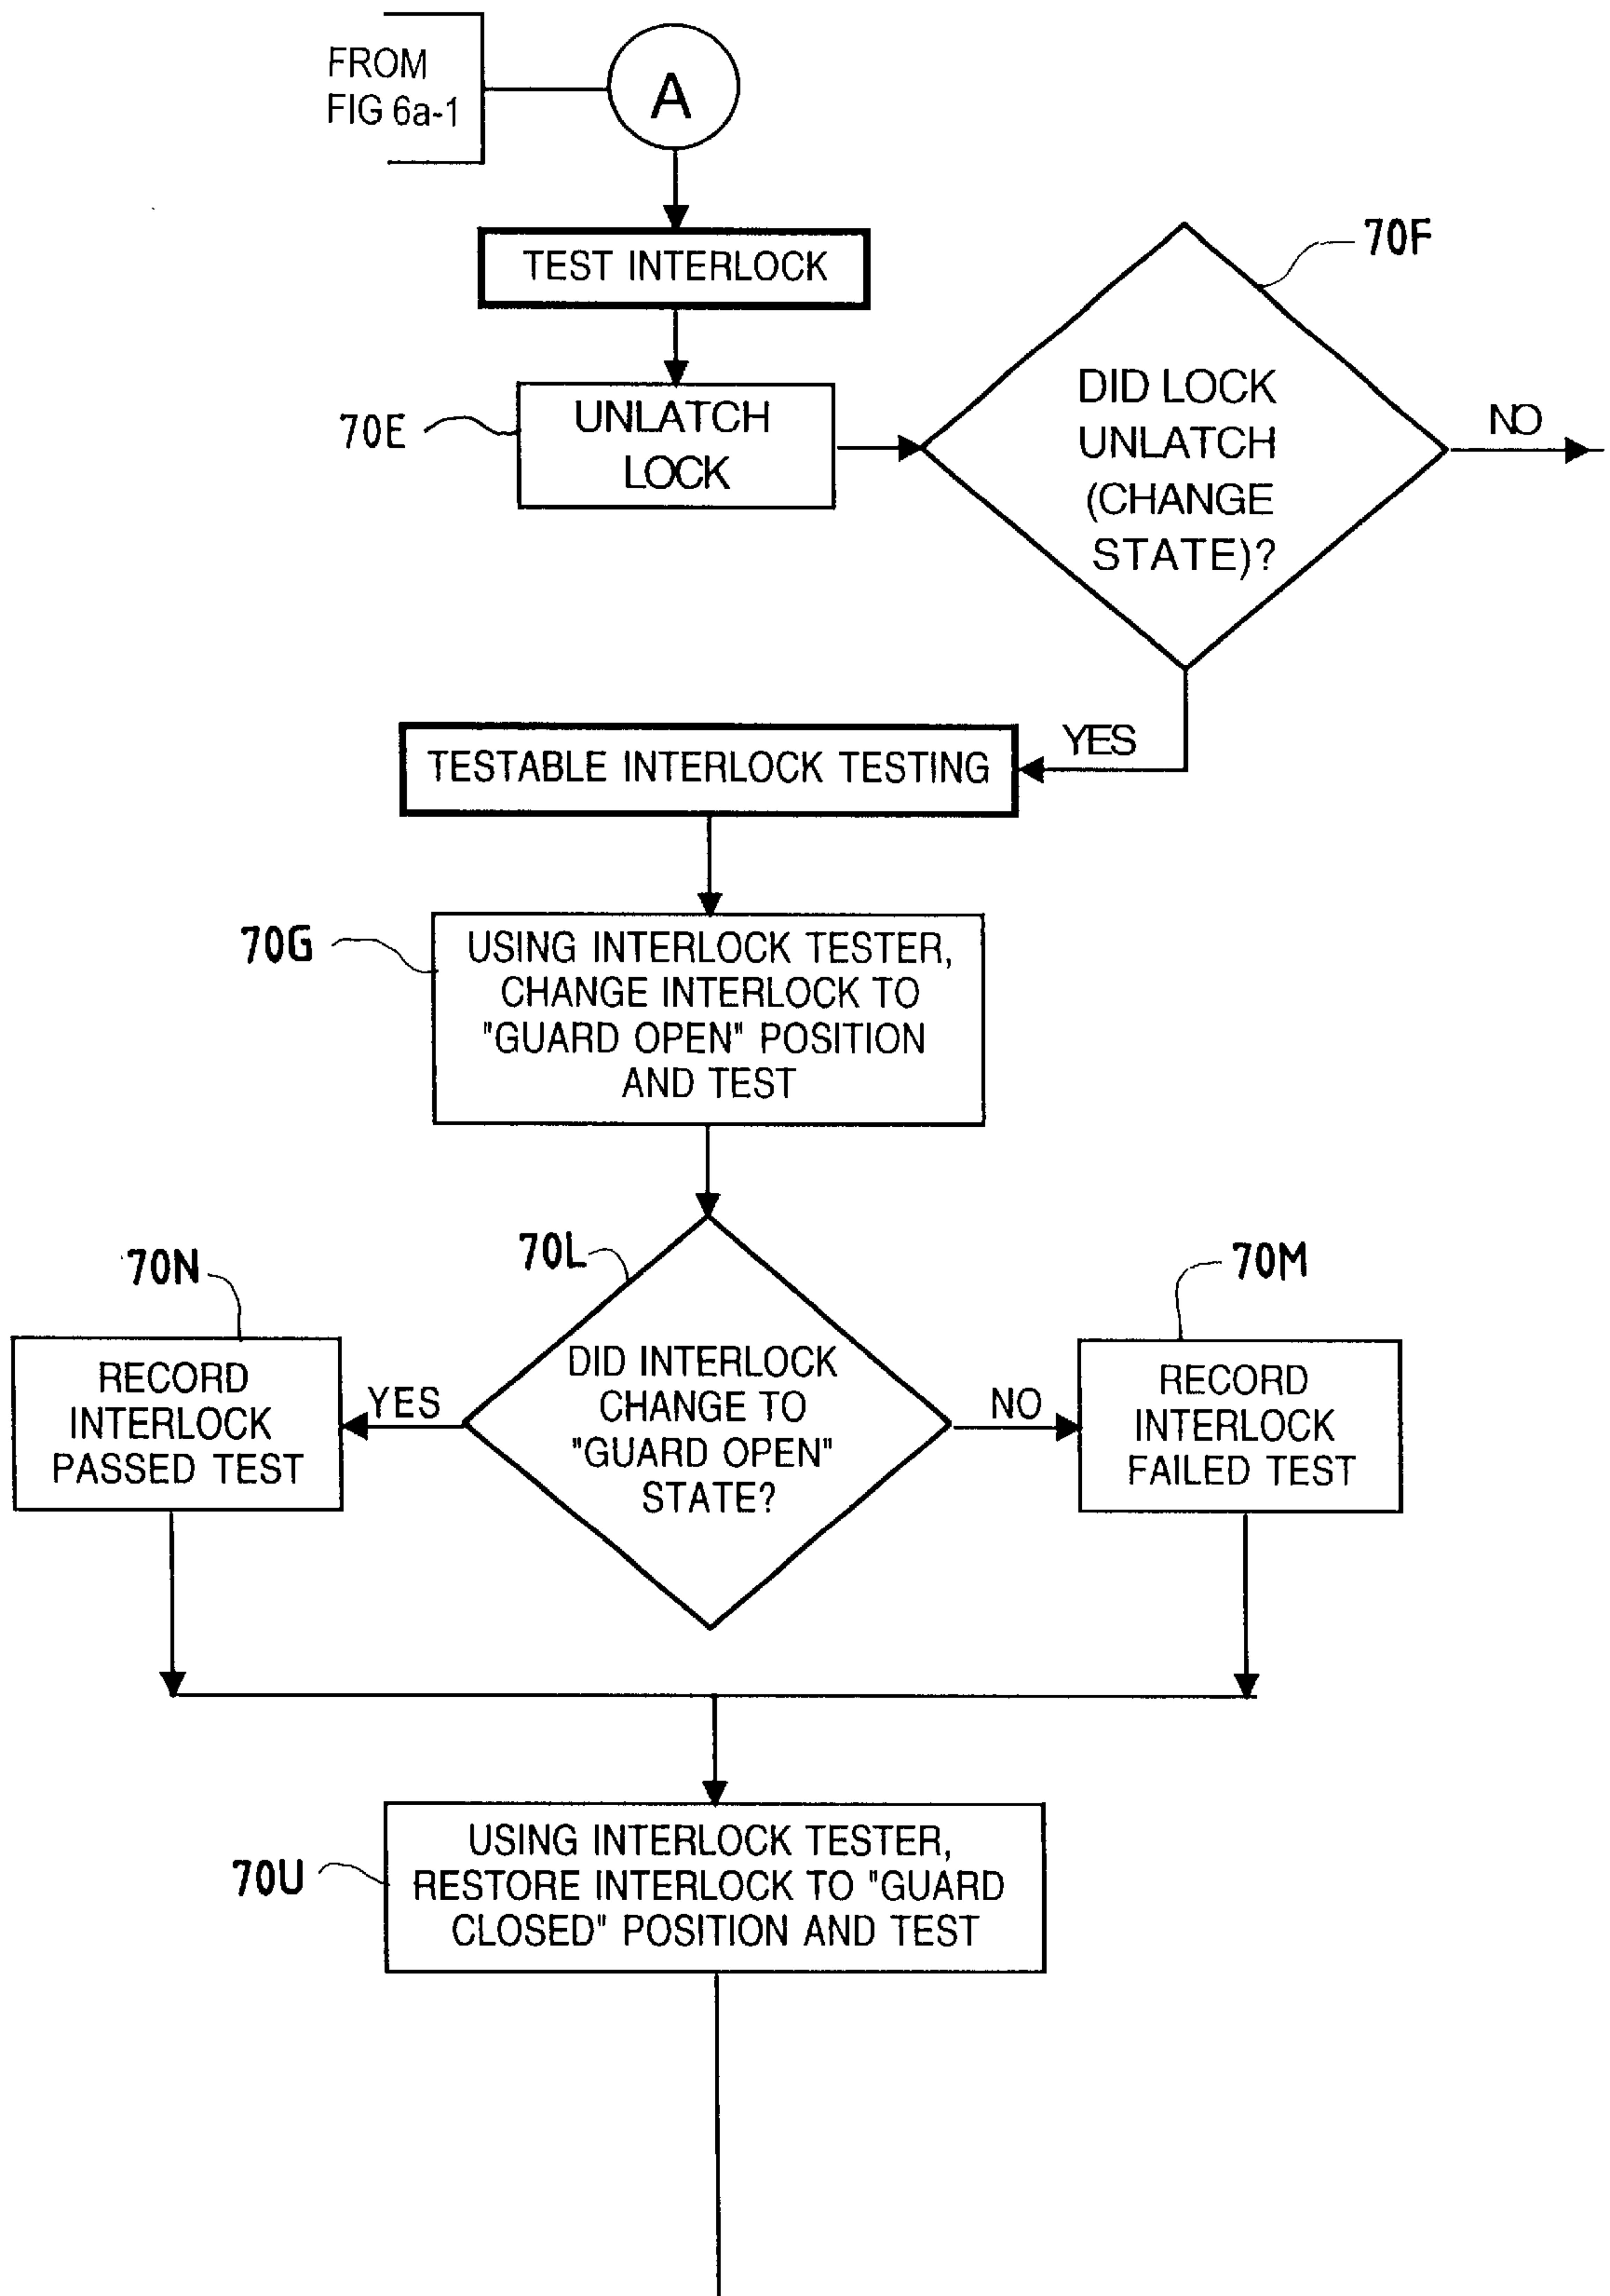 FROM
FIG 6a-1
A
TEST INTERLOCK
70F
70E
UNLATCH
LOCK
DID LOCK
UNLATCH
(CHANGE
STATE)?
NO
YES
TESTABLE INTERLOCK TESTING
70G
USING INTERLOCK TESTER,
CHANGE INTERLOCK TO
"GUARD OPEN" POSITION
AND TEST
70N
70L
70M
RECORD
INTERLOCK
PASSED TEST
YES
DID INTERLOCK
CHANGE TO
"GUARD OPEN"
STATE?
NO
RECORD
INTERLOCK
FAILED TEST
70U
USING INTERLOCK TESTER,
RESTORE INTERLOCK TO "GUARD
CLOSED" POSITION AND TEST